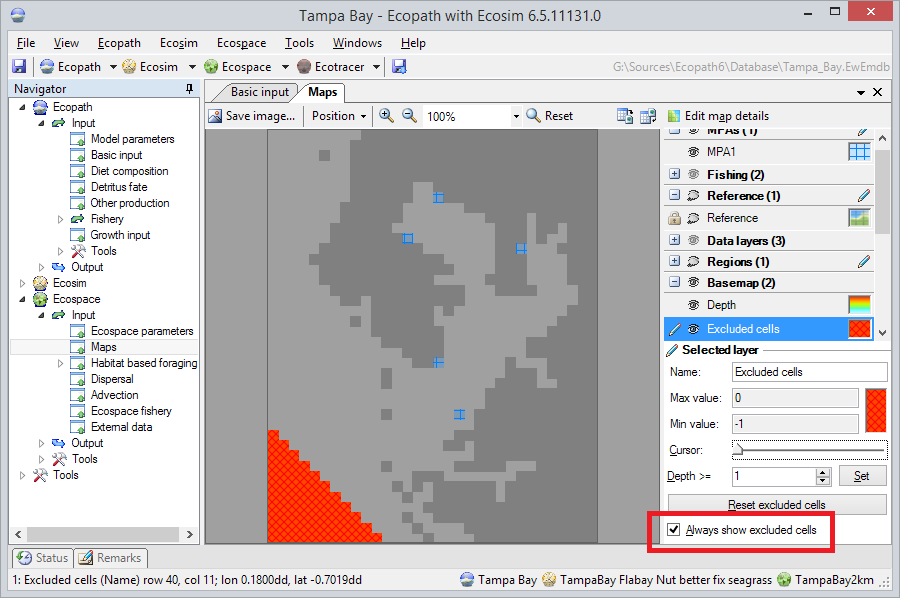 Tampa Bay - Ecopath with Ecosim 6.5.11131.0
File View Ecopath Ecosim Ecospace Tools Windows Help
Ecopath Ecosim Ecospace Ecotracer G:\Sources\Ecopath6\Database\Tampa_Bay.EwEmdb
Navigator
Ecopath
Input
Model parameters
Basic input
Diet composition
Detritus fate
Other production
Fishery
Growth input
Tools
Output
Ecosim
Ecospace
Input
Ecospace parameters
Maps
Habitat based foraging
Dispersal
Advection
Ecospace fishery
External data
Output
Tools
Tools
Basic input Maps
Save image... Position 100% Reset Edit map details
MPAs (1)
MPA1
Fishing (2)
Reference (1)
Reference
Data layers (3)
Regions (1)
Basemap (2)
Depth
Excluded cells
Selected layer
Name: Excluded cells
Max value: 0
Min value: -1
Cursor:
Depth >= 1 Set
Reset excluded cells
Always show excluded cells
Status Remarks
1: Excluded cells (Name) row 40, col 11; lon 0.1800dd, lat -0.7019dd Tampa Bay TampaBay Flabay Nut better fix seagrass TampaBay2km